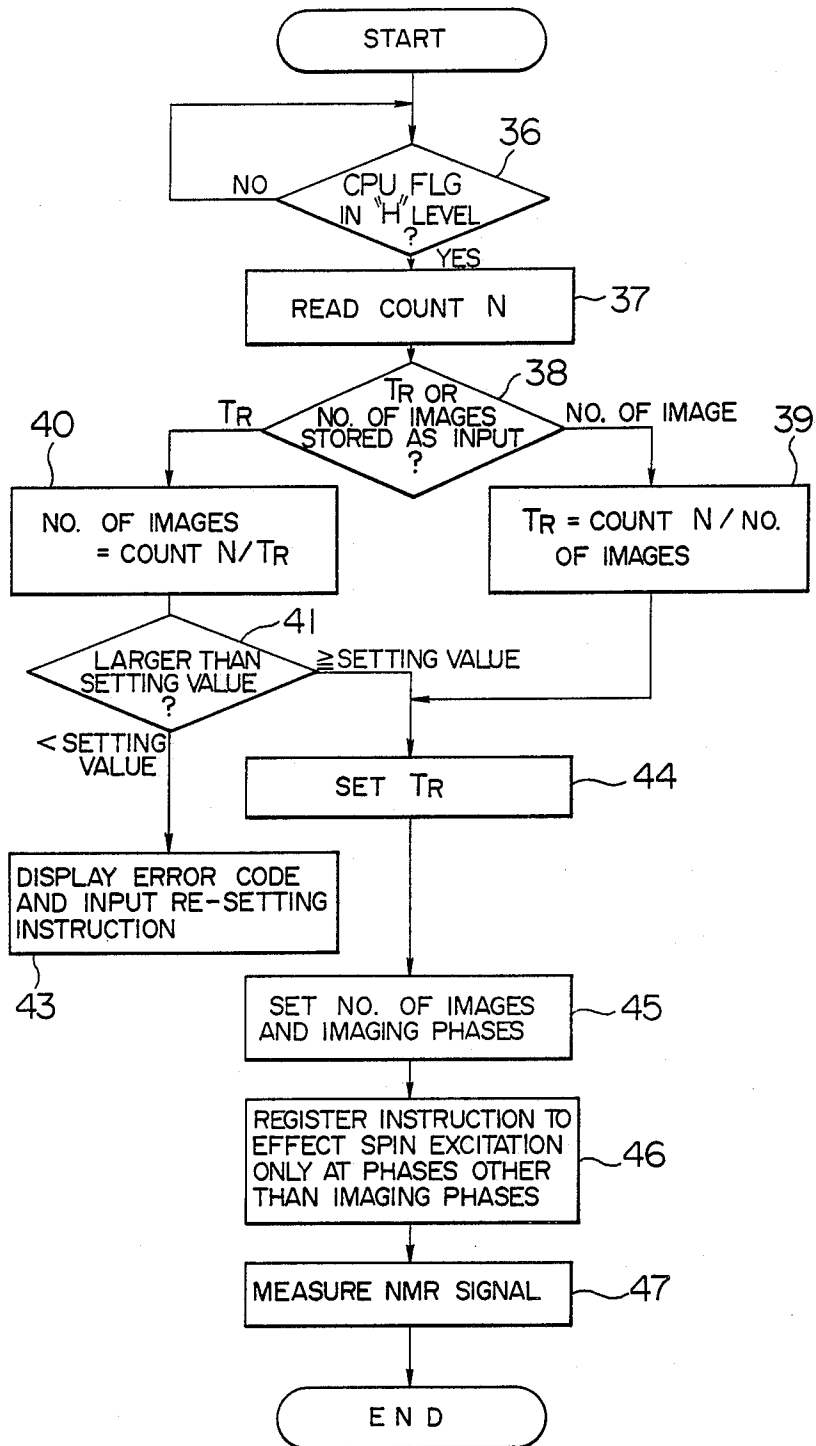 START
36
NO
CPU FLG
IN "H" LEVEL
?
YES
READ COUNT N
37
38
TR OR
NO. OF IMAGES
STORED AS INPUT
?
TR
NO. OF IMAGE
40
39
NO. OF IMAGES
= COUNT N/TR
TR = COUNT N / NO.
OF IMAGES
41
LARGER THAN
SETTING VALUE
?
≧SETTING VALUE
< SETTING
VALUE
SET TR
44
DISPLAY ERROR CODE
AND INPUT RE-SETTING
INSTRUCTION
43
SET NO. OF IMAGES
AND IMAGING PHASES
45
REGISTER INSTRUCTION TO
EFFECT SPIN EXCITATION
ONLY AT PHASES OTHER
THAN IMAGING PHASES
46
MEASURE NMR SIGNAL
47
END